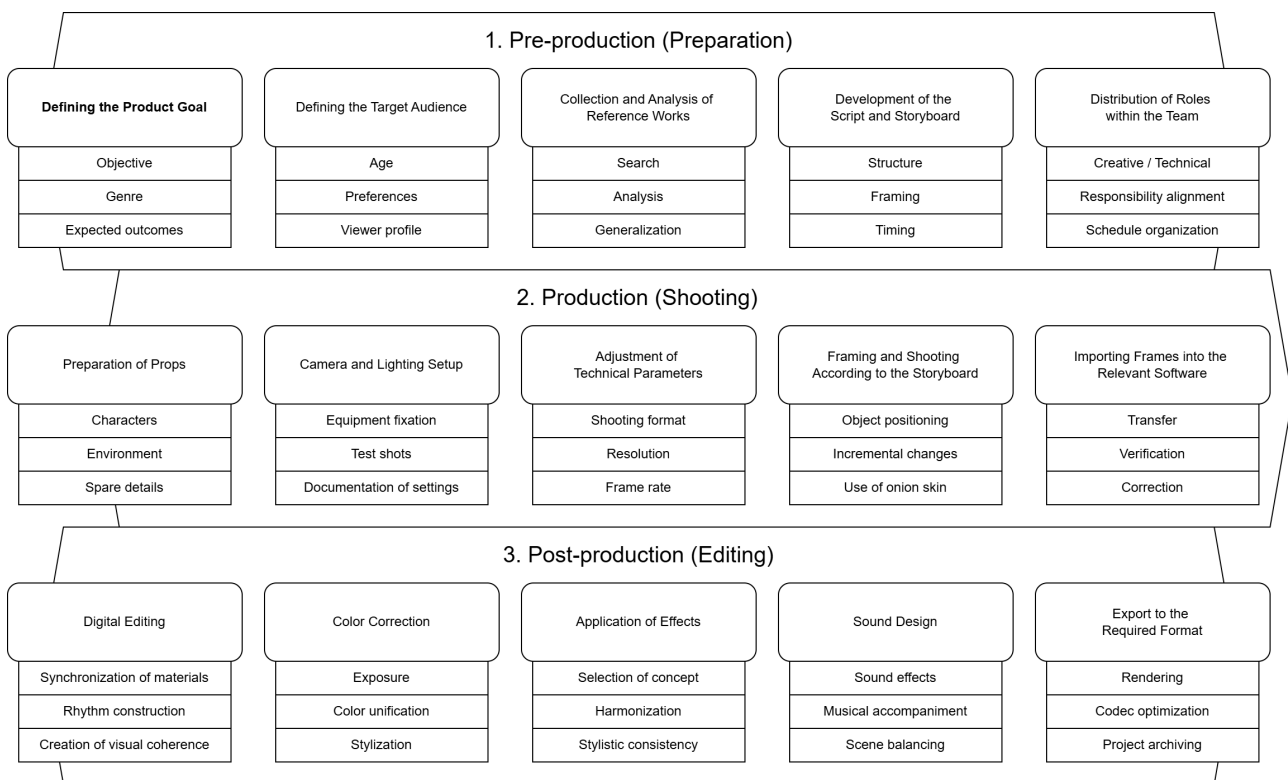 1. Pre-production (Preparation)
Defining the Product Goal
Objective
Genre
Expected outcomes
Defining the Target Audience
Age
Preferences
Viewer profile
Collection and Analysis of
Reference Works
Search
Analysis
Generalization
Development of the
Script and Storyboard
Structure
Framing
Timing
Distribution of Roles
within the Team
Creative / Technical
Responsibility alignment
Schedule organization
2. Production (Shooting)
Preparation of Props
Characters
Environment
Spare details
Camera and Lighting Setup
Equipment fixation
Test shots
Documentation of settings
Adjustment of
Technical Parameters
Shooting format
Resolution
Frame rate
Framing and Shooting
According to the Storyboard
Object positioning
Incremental changes
Use of onion skin
Importing Frames into the
Relevant Software
Transfer
Verification
Correction
3. Post-production (Editing)
Digital Editing
Synchronization of materials
Rhythm construction
Creation of visual coherence
Color Correction
Exposure
Color unification
Stylization
Application of Effects
Selection of concept
Harmonization
Stylistic consistency
Sound Design
Sound effects
Musical accompaniment
Scene balancing
Export to the
Required Format
Rendering
Codec optimization
Project archiving